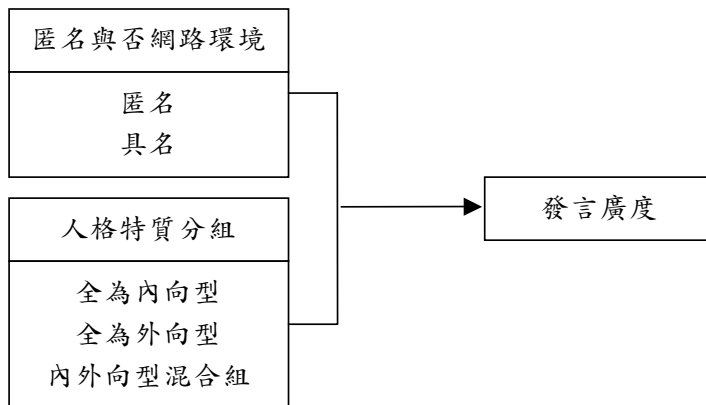 匿名與否網路環境
匿名
具名
人格特質分組
全為內向型
全為外向型
內外向型混合組
發言廣度